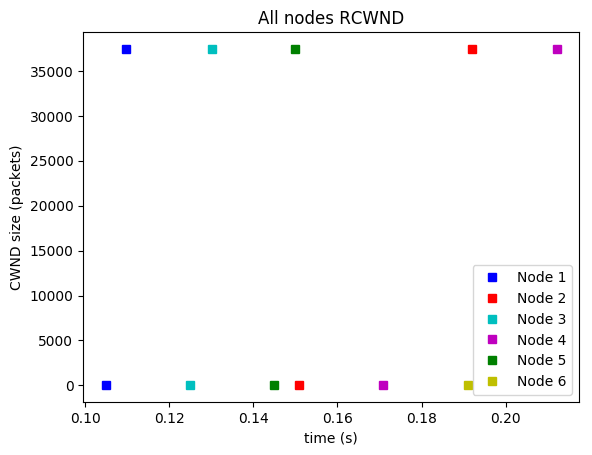 All nodes RCWND
CWND size (packets)
35000
30000
25000
20000
15000
10000
5000
0
Node 1
Node 2
Node 3
Node 4
Node 5
Node 6
0.10 0.12 0.14 0.16 0.18 0.20
time (s)